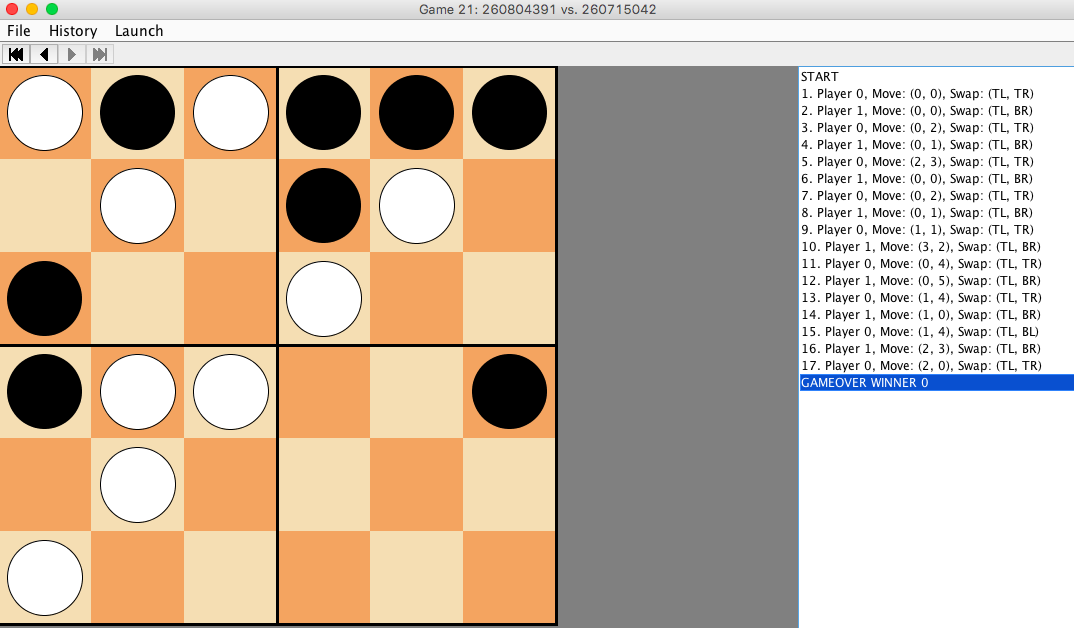 Game 21: 260804391 vs. 260715042
File History Launch
START
1. Player 0, Move: (0, 0), Swap: (TL, TR)
2. Player 1, Move: (0, 0), Swap: (TL, BR)
3. Player 0, Move: (0, 2), Swap: (TL, TR)
4. Player 1, Move: (0, 1), Swap: (TL, BR)
5. Player 0, Move: (2, 3), Swap: (TL, TR)
6. Player 1, Move: (0, 0), Swap: (TL, BR)
7. Player 0, Move: (0, 2), Swap: (TL, TR)
8. Player 1, Move: (0, 1), Swap: (TL, BR)
9. Player 0, Move: (1, 1), Swap: (TL, TR)
10. Player 1, Move: (3, 2), Swap: (TL, BR)
11. Player 0, Move: (0, 4), Swap: (TL, TR)
12. Player 1, Move: (0, 5), Swap: (TL, BR)
13. Player 0, Move: (1, 4), Swap: (TL, TR)
14. Player 1, Move: (1, 0), Swap: (TL, BR)
15. Player 0, Move: (1, 4), Swap: (TL, BL)
16. Player 1, Move: (2, 3), Swap: (TL, BR)
17. Player 0, Move: (2, 0), Swap: (TL, TR)
GAMEOVER WINNER 0